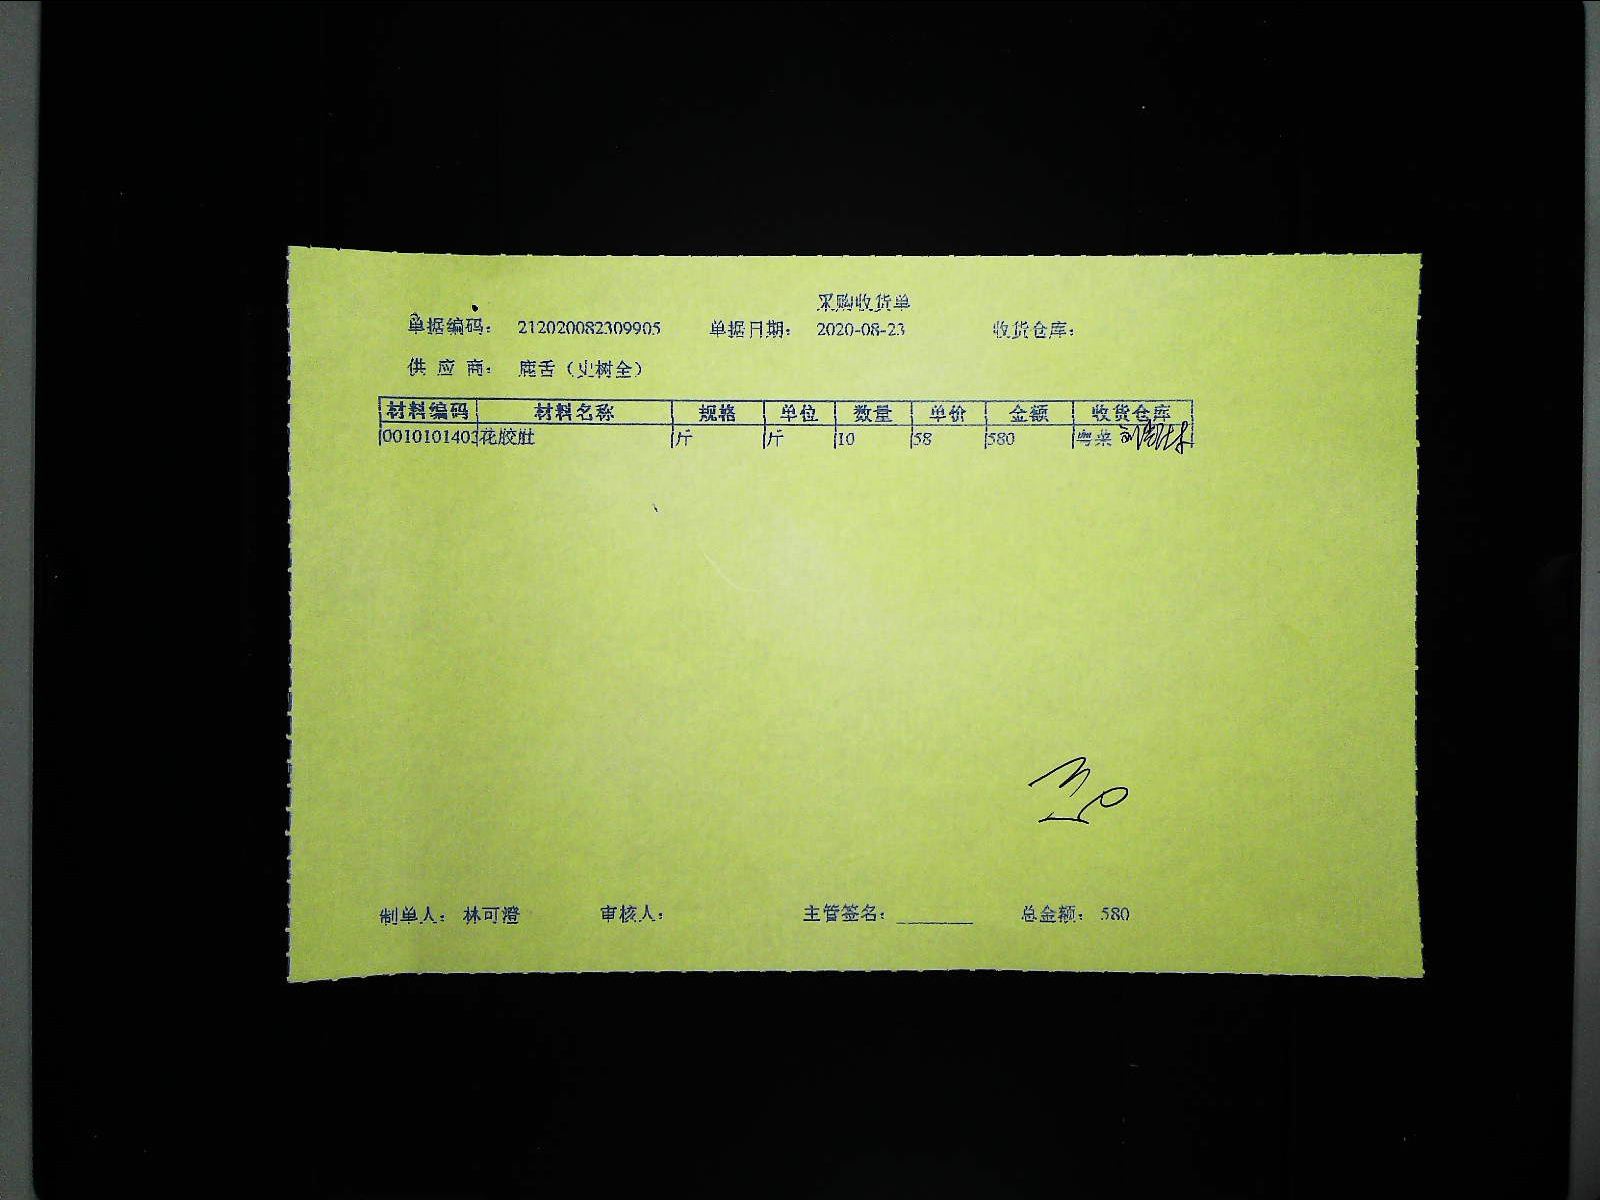 采购收货单
单据编码： 212020082309905 单据日期： 2020-08-23 收货仓库：
供 应 商： 鹿舌（史树全）
材料编码 材料名称 规格 单位 数量 单价 金额 收货仓库
0010101403 花胶肚 斤 斤 10 58 580 粤菜
制单人： 林可澄 审核人： 主管签名： 总金额： 580